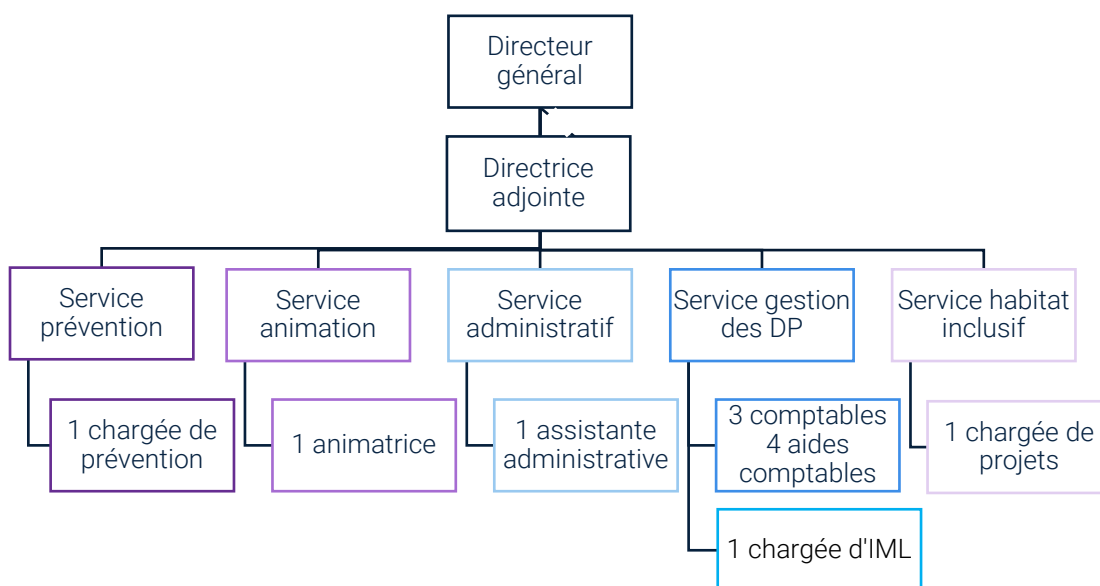 Directeur
général
Directrice
adjointe
Service
prévention
Service
animation
Service
administratif
Service gestion
des DP
Service habitat
inclusif
1 chargée de
prévention
1 animatrice
1 assistante
administrative
3 comptables
4 aides
comptables
1 chargée de
projets
1 chargée d'IML